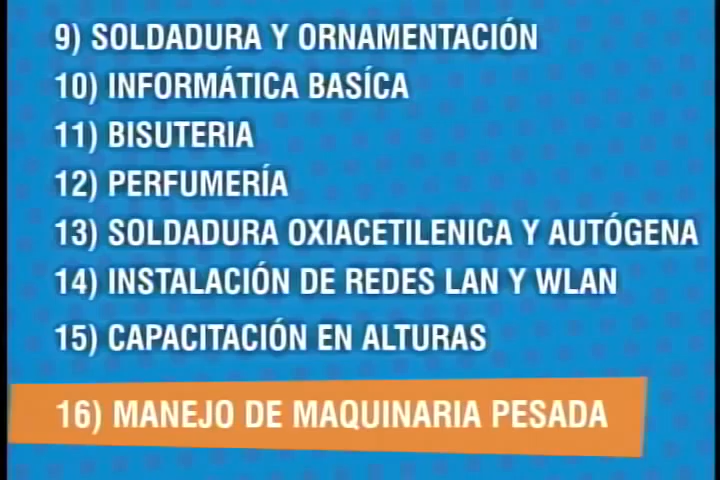 9) SOLDADURA Y ORNAMENTACIÓN
10) INFORMÁTICA BASÍCA
11) BISUTERIA
12) PERFUMERÍA
13) SOLDADURA OXIACETILENICA Y AUTÓGENA
14) INSTALACIÓN DE REDES LAN Y WLAN
15) CAPACITACIÓN EN ALTURAS
16) MANEJO DE MAQUINARIA PESADA